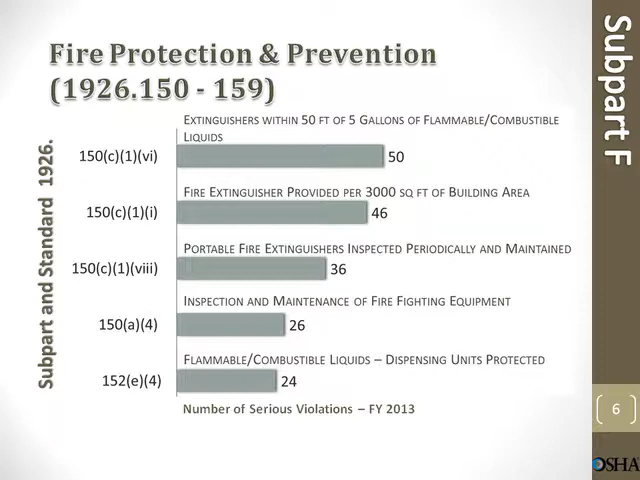 Fire Protection & Prevention
(1926.150 - 159)
Subpart F
Subpart and Standard 1926.
EXTINGUISHERS WITHIN 50 FT OF 5 GALLONS OF FLAMMABLE/COMBUSTIBLE
LIQUIDS
150(c)(1)(vi) 50
FIRE EXTINGUISHER PROVIDED PER 3000 SQ FT OF BUILDING AREA
150(c)(1)(i) 46
PORTABLE FIRE EXTINGUISHERS INSPECTED PERIODICALLY AND MAINTAINED
150(c)(1)(viii) 36
INSPECTION AND MAINTENANCE OF FIRE FIGHTING EQUIPMENT
150(a)(4) 26
FLAMMABLE/COMBUSTIBLE LIQUIDS – DISPENSING UNITS PROTECTED
152(e)(4) 24
Number of Serious Violations – FY 2013
6
OSHA